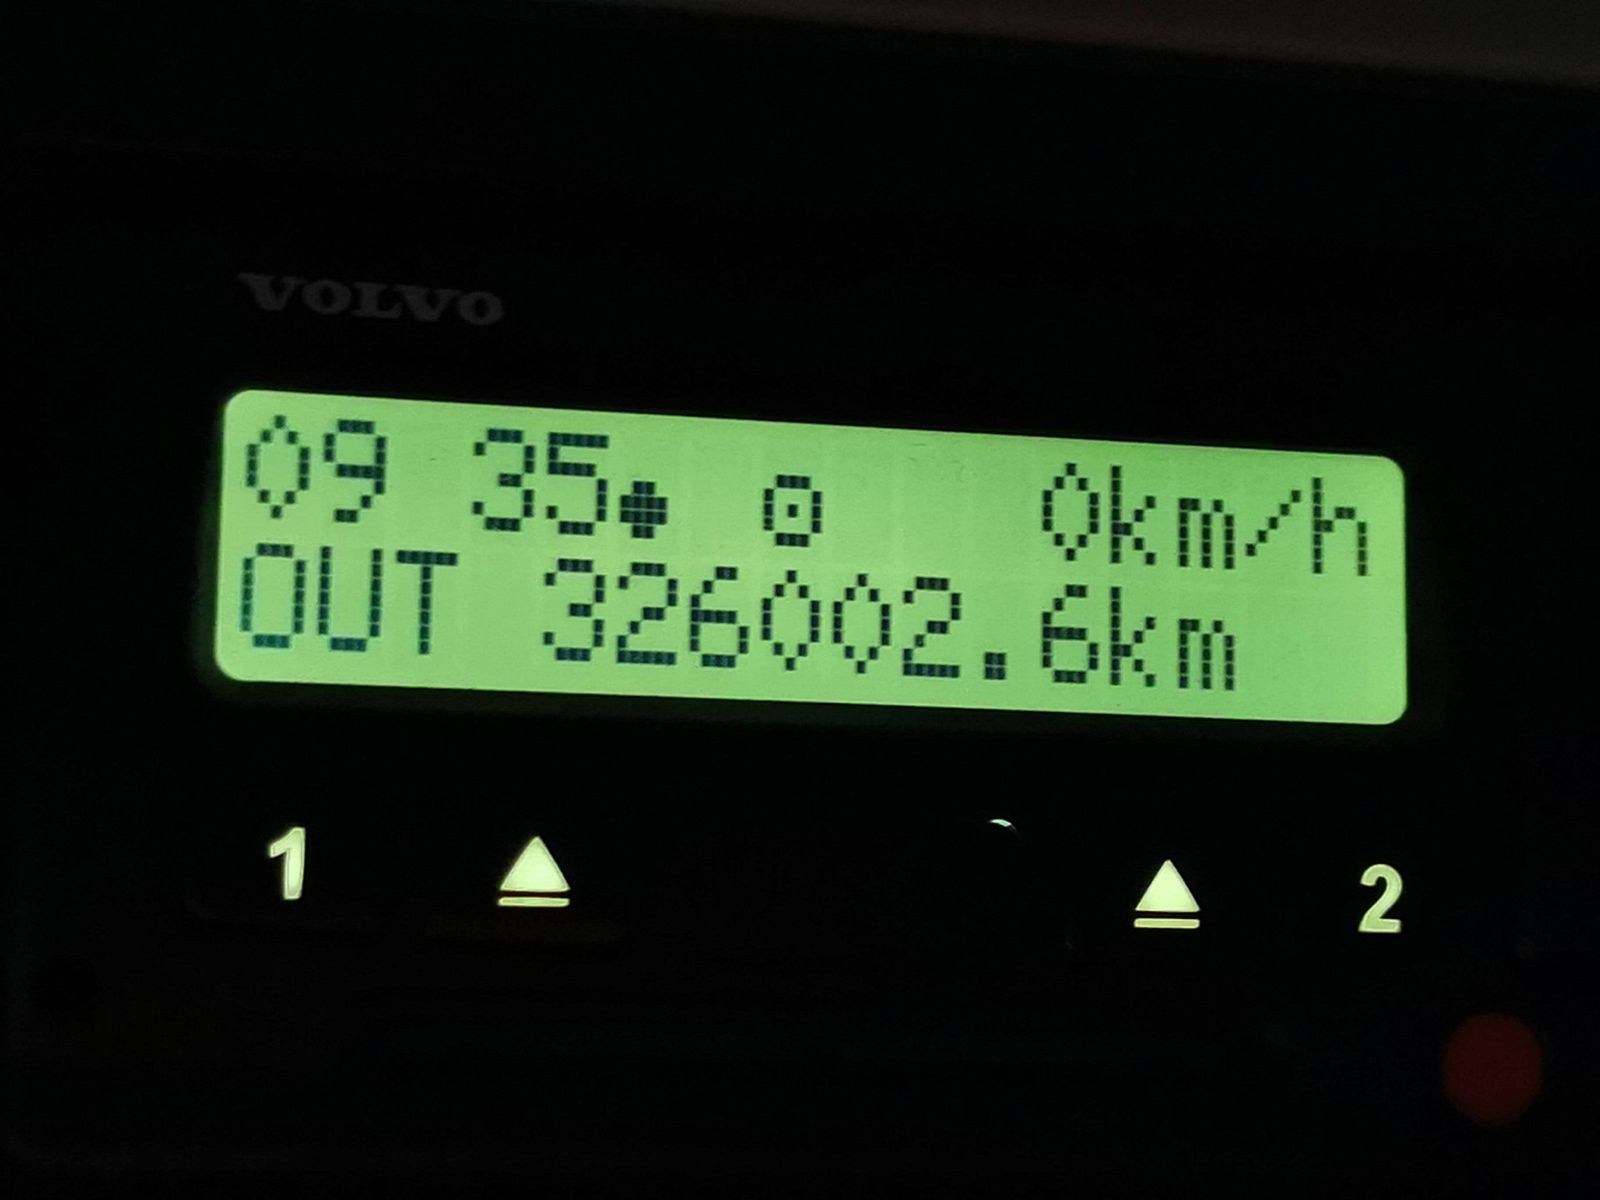 VOLVO
09 35● ⊙ 0km/h
OUT 326002.6km
1 ⏏ ⏏ 2